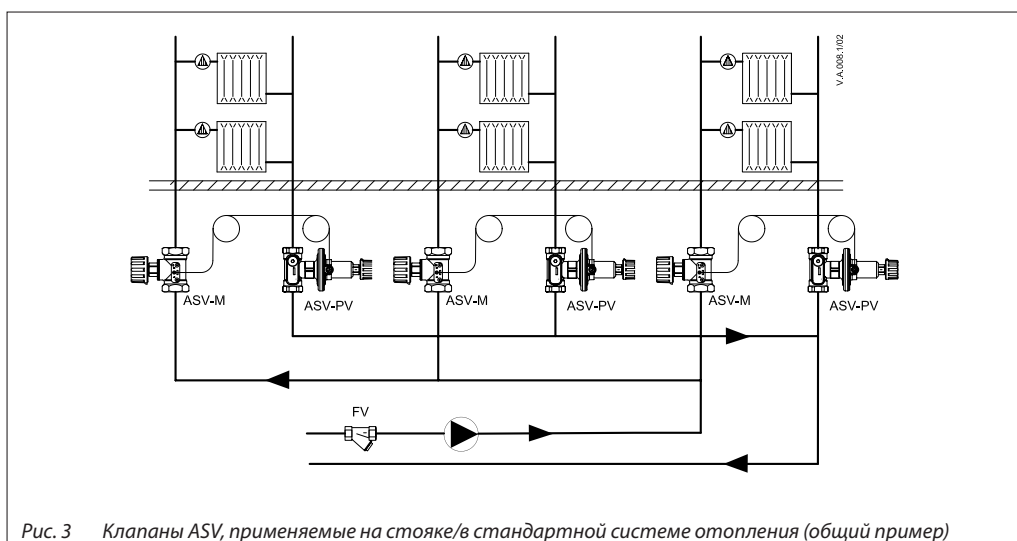 V.A.008.1/02
ASV-M
ASV-PV
ASV-M
ASV-PV
ASV-M
ASV-PV
FV
Рис. 3 Клапаны ASV, применяемые на стояке/в стандартной системе отопления (общий пример)